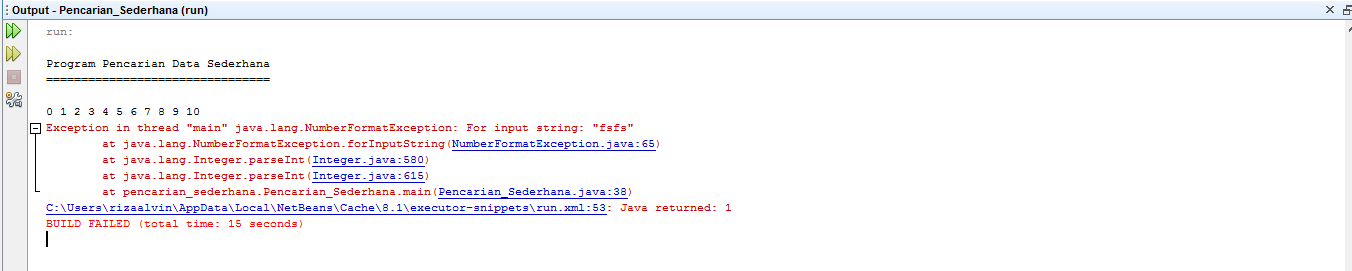 Output - Pencarian_Sederhana (run)
run:
Program Pencarian Data Sederhana
================================
0 1 2 3 4 5 6 7 8 9 10
Exception in thread "main" java.lang.NumberFormatException: For input string: "fsfs"
at java.lang.NumberFormatException.forInputString(NumberFormatException.java:65)
at java.lang.Integer.parseInt(Integer.java:580)
at java.lang.Integer.parseInt(Integer.java:615)
at pencarian_sederhana.Pencarian_Sederhana.main(Pencarian_Sederhana.java:38)
C:\Users\rizaalvin\AppData\Local\NetBeans\Cache\8.1\executor-snippets\run.xml:53: Java returned: 1
BUILD FAILED (total time: 15 seconds)